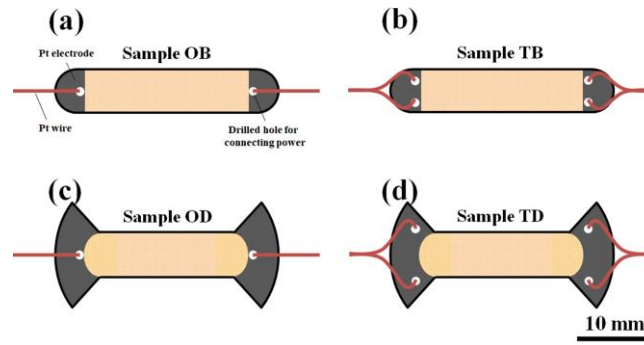 (a)
Pt electrode
Sample OB
Pt wire
Drilled hole for
connecting power
(b)
Sample TB
(c)
Sample OD
(d)
Sample TD
10 mm